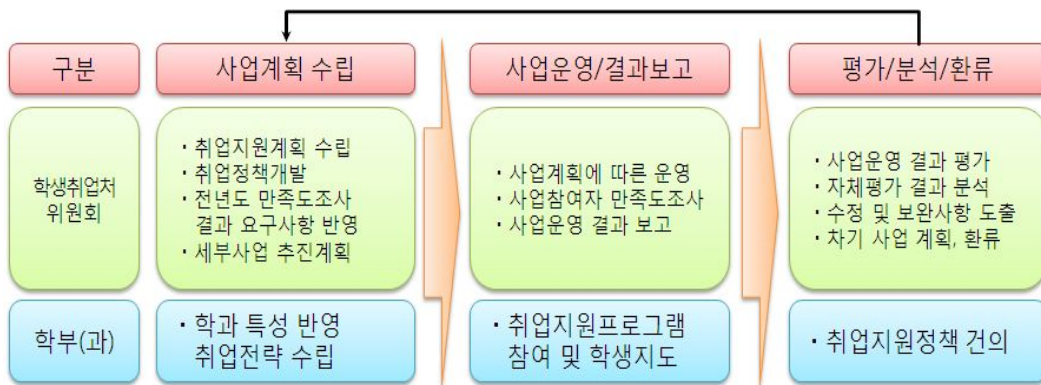 구분
사업계획 수립
사업운영/결과보고
평가/분석/환류
학생취업처
위원회
· 취업지원계획 수립
· 취업정책개발
· 전년도 만족도조사
결과 요구사항 반영
· 세부사업 추진계획
· 사업계획에 따른 운영
· 사업참여자 만족도조사
· 사업운영 결과 보고
· 사업운영 결과 평가
· 자체평가 결과 분석
· 수정 및 보완사항 도출
· 차기 사업 계획, 환류
학부(과)
· 학과 특성 반영
취업전략 수립
· 취업지원프로그램
참여 및 학생지도
· 취업지원정책 건의